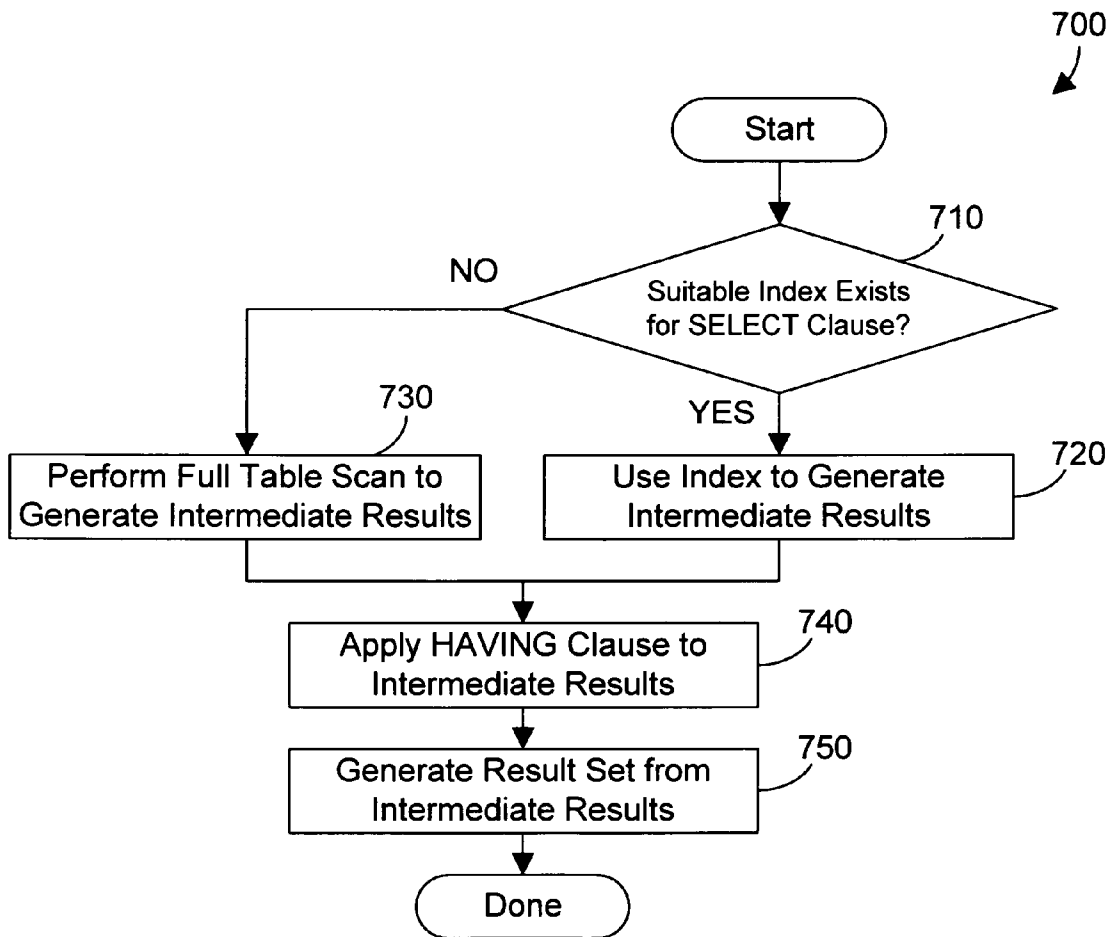 700
Start
710
NO
Suitable Index Exists
for SELECT Clause?
730
YES
720
Perform Full Table Scan to
Generate Intermediate Results
Use Index to Generate
Intermediate Results
740
Apply HAVING Clause to
Intermediate Results
750
Generate Result Set from
Intermediate Results
Done